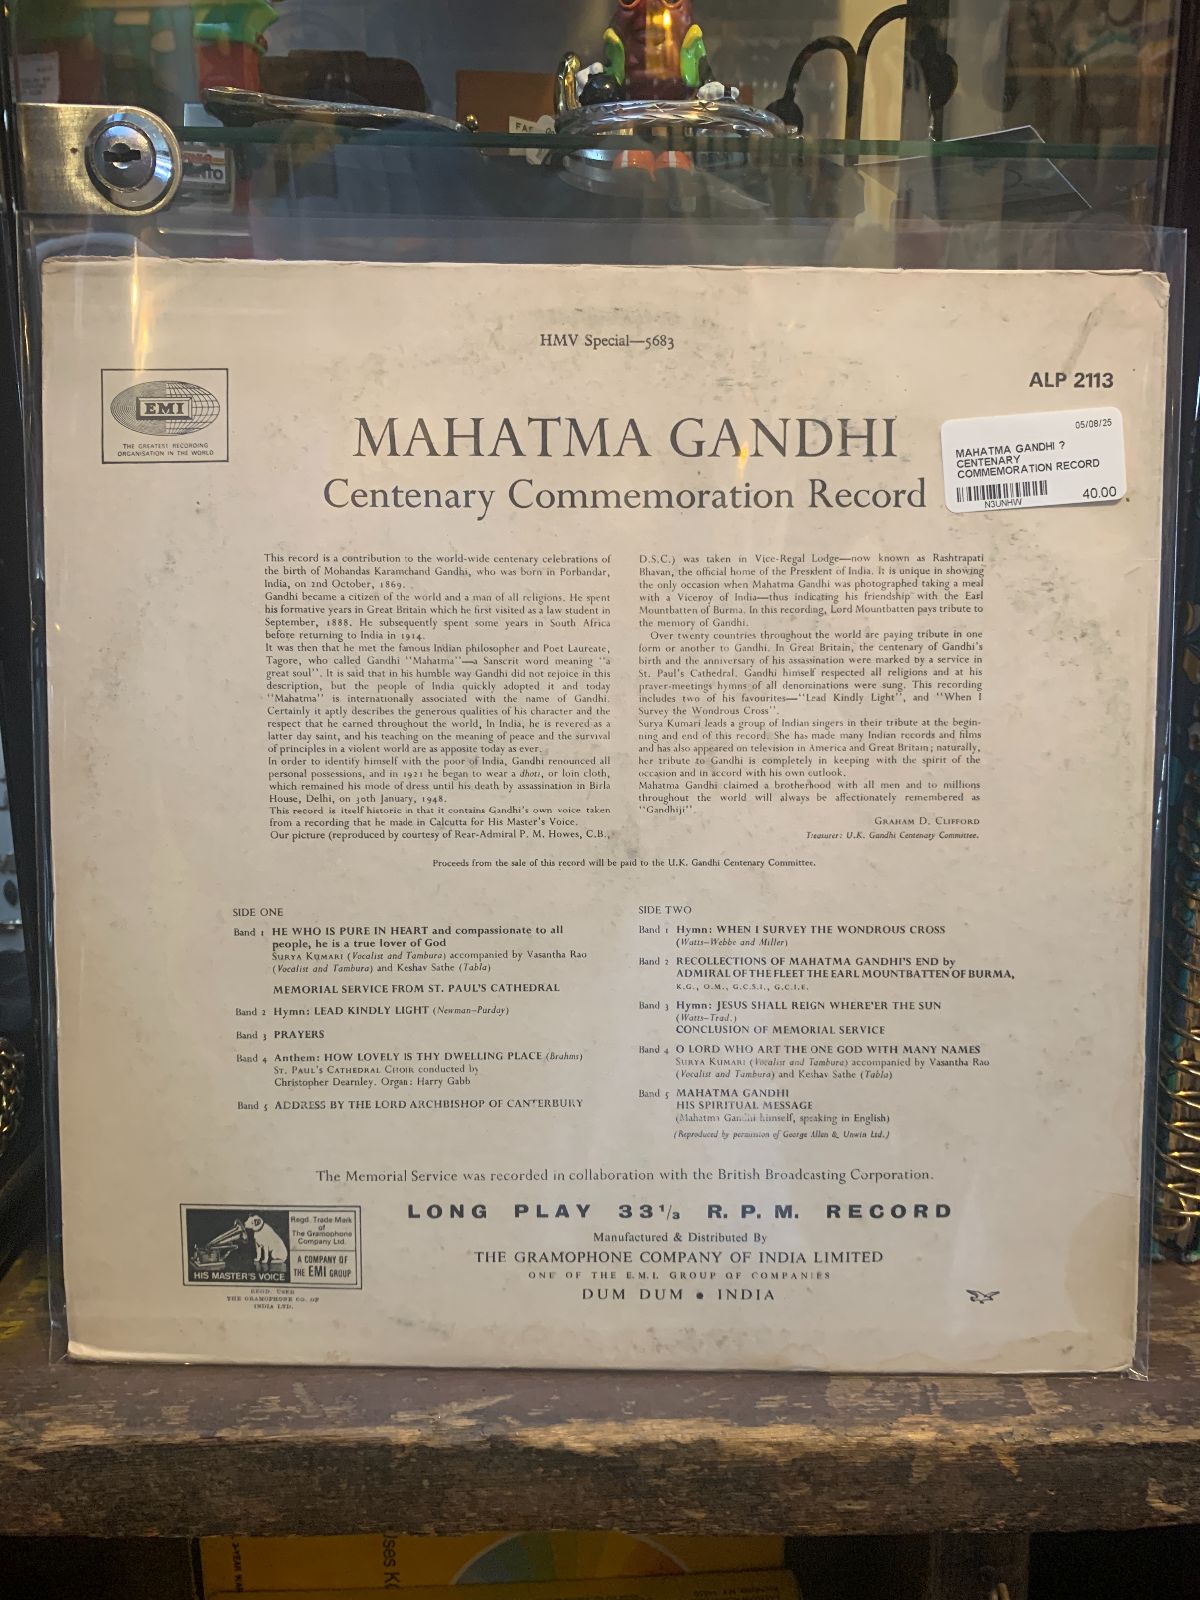 HMV Special—5683
ALP 2113
EMI
THE GREATEST RECORDING
ORGANISATION IN THE WORLD
MAHATMA GANDHI
Centenary Commemoration Record
05/08/25
MAHATMA GANDHI ?
CENTENARY
COMMEMORATION RECORD
N3UNHW
40.00
This record is a contribution to the world-wide centenary celebrations of
the birth of Mohandas Karamchand Gandhi, who was born in Porbandar,
India, on 2nd October, 1869.
Gandhi became a citizen of the world and a man of all religions. He spent
his formative years in Great Britain which he first visited as a law student in
September, 1888. He subsequently spent some years in South Africa
before returning to India in 1914.
It was then that he met the famous Indian philosopher and Poet Laureate,
Tagore, who called Gandhi "Mahatma"—a Sanscrit word meaning "a
great soul". It is said that in his humble way Gandhi did not rejoice in this
description, but the people of India quickly adopted it and today
"Mahatma" is internationally associated with the name of Gandhi.
Certainly it aptly describes the generous qualities of his character and the
respect that he earned throughout the world, In India, he is revered as a
latter day saint, and his teaching on the meaning of peace and the survival
of principles in a violent world are as apposite today as ever.
In order to identify himself with the poor of India, Gandhi renounced all
personal possessions, and in 1921 he began to wear a dhoti, or loin cloth,
which remained his mode of dress until his death by assassination in Birla
House, Delhi, on 30th January, 1948.
This record is itself historic in that it contains Gandhi's own voice taken
from a recording that he made in Calcutta for His Master's Voice.
Our picture (reproduced by courtesy of Rear-Admiral P. M. Howes, C.B.,
D.S.C.) was taken in Vice-Regal Lodge—now known as Rashtrapati
Bhavan, the official home of the President of India. It is unique in showing
the only occasion when Mahatma Gandhi was photographed taking a meal
with a Viceroy of India—thus indicating his friendship with the Earl
Mountbatten of Burma. In this recording, Lord Mountbatten pays tribute to
the memory of Gandhi.
Over twenty countries throughout the world are paying tribute in one
form or another to Gandhi. In Great Britain, the centenary of Gandhi's
birth and the anniversary of his assassination were marked by a service in
St. Paul's Cathedral. Gandhi himself respected all religions and at his
prayer-meetings hymns of all denominations were sung. This recording
includes two of his favourites—"Lead Kindly Light", and "When I
Survey the Wondrous Cross".
Surya Kumari leads a group of Indian singers in their tribute at the begin-
ning and end of this record. She has made many Indian records and films
and has also appeared on television in America and Great Britain; naturally,
her tribute to Gandhi is completely in keeping with the spirit of the
occasion and in accord with his own outlook.
Mahatma Gandhi claimed a brotherhood with all men and to millions
throughout the world will always be affectionately remembered as
"Gandhiji".
GRAHAM D. CLIFFORD
Treasurer: U.K. Gandhi Centenary Committee.
Proceeds from the sale of this record will be paid to the U.K. Gandhi Centenary Committee.
SIDE ONE
Band 1 HE WHO IS PURE IN HEART and compassionate to all
people, he is a true lover of God
SURYA KUMARI (Vocalist and Tambura) accompanied by Vasantha Rao
(Vocalist and Tambura) and Keshav Sathe (Tabla)
MEMORIAL SERVICE FROM ST. PAUL'S CATHEDRAL
Band 2 Hymn: LEAD KINDLY LIGHT (Newman–Purday)
Band 3 PRAYERS
Band 4 Anthem: HOW LOVELY IS THY DWELLING PLACE (Brahms)
ST. PAUL'S CATHEDRAL CHOIR conducted by
Christopher Dearnley. Organ: Harry Gabb
Band 5 ADDRESS BY THE LORD ARCHBISHOP OF CANTERBURY
SIDE TWO
Band 1 Hymn: WHEN I SURVEY THE WONDROUS CROSS
(Watts–Webbe and Miller)
Band 2 RECOLLECTIONS OF MAHATMA GANDHI'S END by
ADMIRAL OF THE FLEET THE EARL MOUNTBATTEN OF BURMA,
K.G., O.M., G.C.S.I., G.C.I.E.
Band 3 Hymn: JESUS SHALL REIGN WHERE'ER THE SUN
(Watts–Trad.)
CONCLUSION OF MEMORIAL SERVICE
Band 4 O LORD WHO ART THE ONE GOD WITH MANY NAMES
SURYA KUMARI (Vocalist and Tambura) accompanied by Vasantha Rao
(Vocalist and Tambura) and Keshav Sathe (Tabla)
Band 5 MAHATMA GANDHI
HIS SPIRITUAL MESSAGE
(Mahatma Gandhi himself, speaking in English)
(Reproduced by permission of George Allen & Unwin Ltd.)
The Memorial Service was recorded in collaboration with the British Broadcasting Corporation.
HIS MASTER'S VOICE
Regd. Trade Mark
of
The Gramophone
Company Ltd.
A COMPANY OF
THE EMI GROUP
REGD. USER
THE GRAMOPHONE CO. OF
INDIA LTD.
LONG PLAY 33 1/3 R. P. M. RECORD
Manufactured & Distributed By
THE GRAMOPHONE COMPANY OF INDIA LIMITED
ONE OF THE E.M.I. GROUP OF COMPANIES
DUM DUM • INDIA